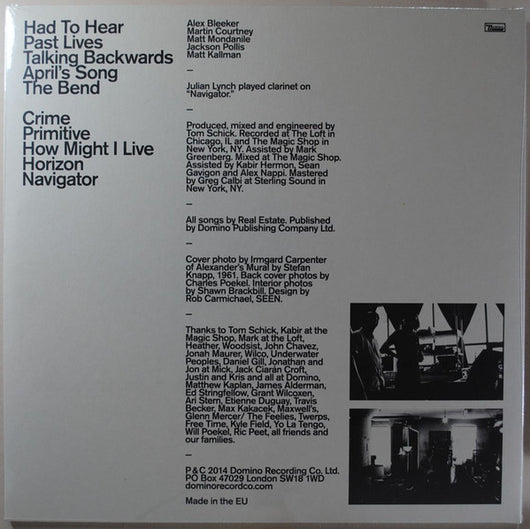 Had To Hear
Past Lives
Talking Backwards
April's Song
The Bend
Crime
Primitive
How Might I Live
Horizon
Navigator
Alex Bleeker
Martin Courtney
Matt Mondanile
Jackson Pollis
Matt Kallman
–
Julian Lynch played clarinet on
"Navigator."
–
Produced, mixed and engineered by
Tom Schick. Recorded at The Loft in
Chicago, IL and The Magic Shop in
New York, NY. Assisted by Mark
Greenberg. Mixed at The Magic Shop.
Assisted by Kabir Hermon, Sean
Gavigon and Alex Nappi. Mastered
by Greg Calbi at Sterling Sound in
New York, NY.
–
All songs by Real Estate. Published
by Domino Publishing Company Ltd.
–
Cover photo by Irmgard Carpenter
of Alexander's Mural by Stefan
Knapp, 1961. Back cover photos by
Charles Poekel. Interior photos
by Shawn Brackbill. Design by
Rob Carmichael, SEEN.
–
Thanks to Tom Schick, Kabir at the
Magic Shop, Mark at the Loft,
Heather, Woodsist, John Chavez,
Jonah Maurer, Wilco, Underwater
Peoples, Daniel Gill, Jonathan and
Jon at Mick, Jack Ciarán Croft,
Justin and Kris and all at Domino,
Matthew Kaplan, James Alderman,
Ed Stringfellow, Grant Wilcoxen,
Ari Stern, Etienne Duguay, Travis
Becker, Max Kakacek, Maxwell's,
Glenn Mercer/ The Feelies, Twerps,
Free Time, Kyle Field, Yo La Tengo,
Will Poekel, Ric Peet, all friends and
our families.
–
P & C 2014 Domino Recording Co. Ltd.
PO Box 47029 London SW18 1WD
dominorecordco.com
Made in the EU
Domino